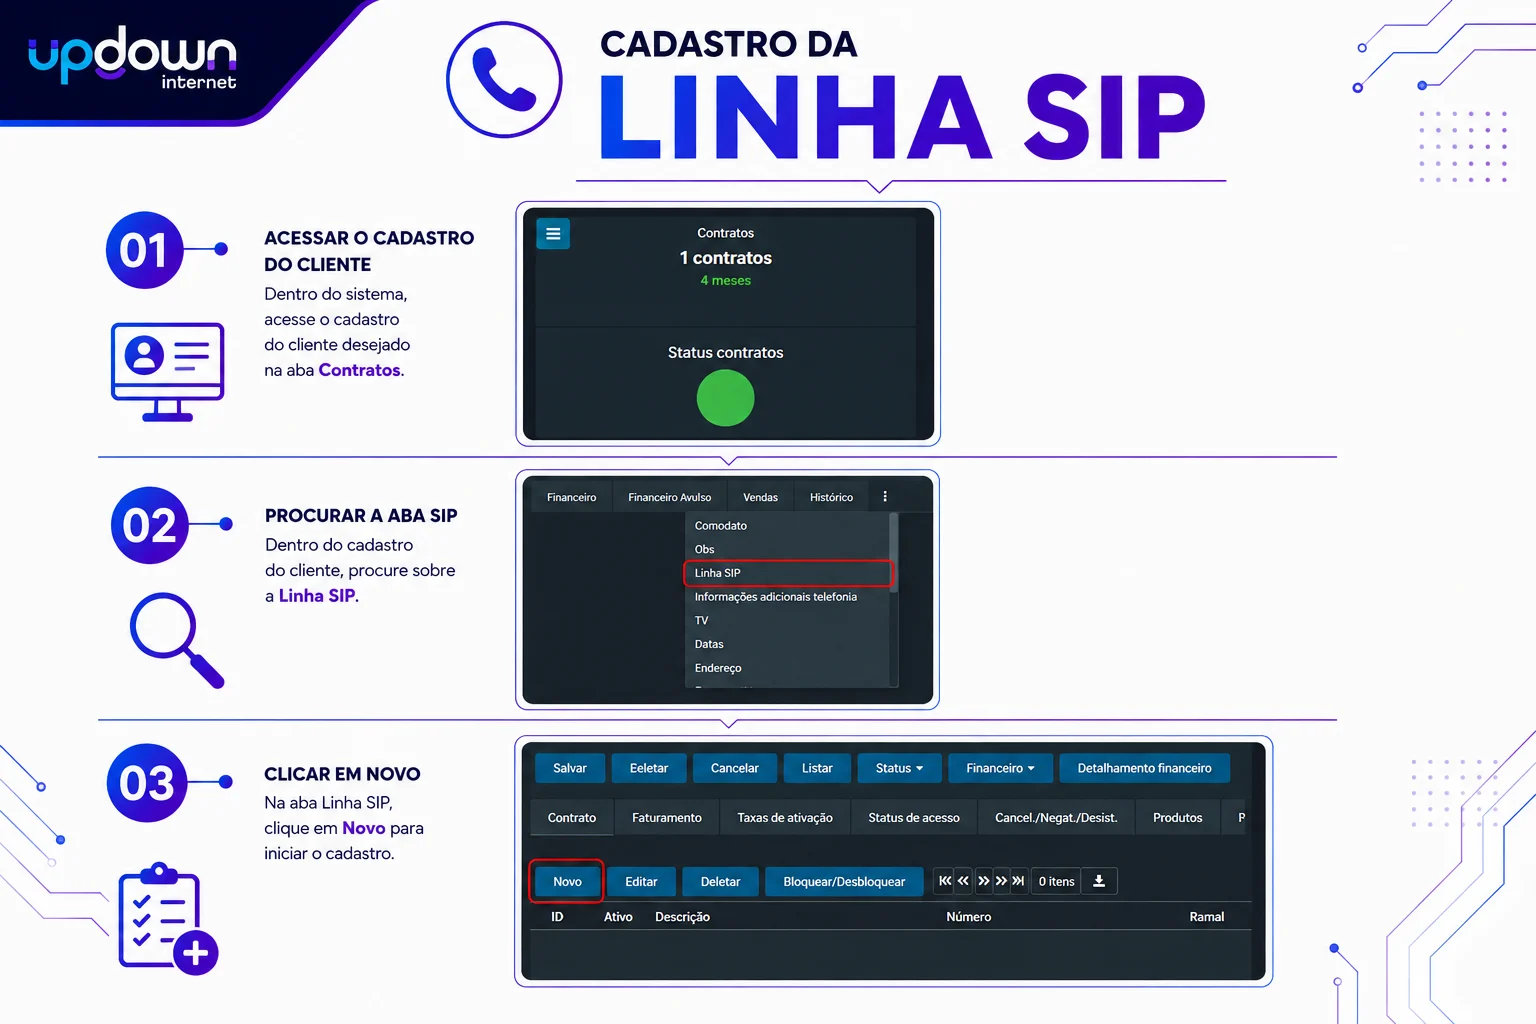 updown
internet
CADASTRO DA
LINHA SIP
01
ACESSAR O CADASTRO
DO CLIENTE
Dentro do sistema,
acesse o cadastro
do cliente desejado
na aba Contratos.
Contratos
1 contratos
4 meses
Status contratos
02
PROCURAR A ABA SIP
Dentro do cadastro
do cliente, procure sobre
a Linha SIP.
Financeiro Financeiro Avulso Vendas Histórico
Comodato
Obs
Linha SIP
Informações adicionais telefonia
TV
Datas
Endereço
03
CLICAR EM NOVO
Na aba Linha SIP,
clique em Novo para
iniciar o cadastro.
Salvar Eeletar Cancelar Listar Status Financeiro Detalhamento financeiro
Contrato Faturamento Taxas de ativação Status de acesso Cancel./Negat./Desist. Produtos P
Novo Editar Deletar Bloquear/Desbloquear 0 itens
ID Ativo Descrição Número Ramal